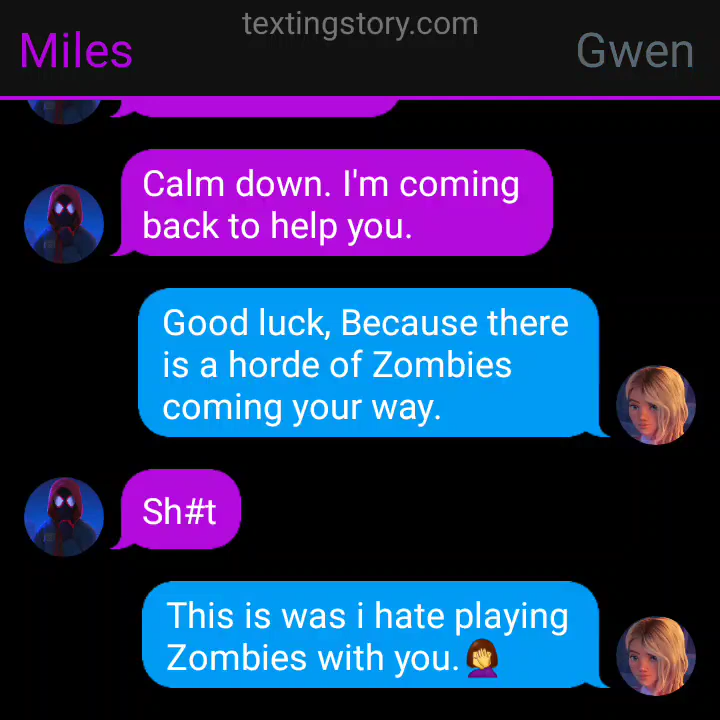 textingstory.com
Miles
Gwen
Calm down. I'm coming
back to help you.
Good luck, Because there
is a horde of Zombies
coming your way.
Sh#t
This is was i hate playing
Zombies with you.🤦🏽‍♀️